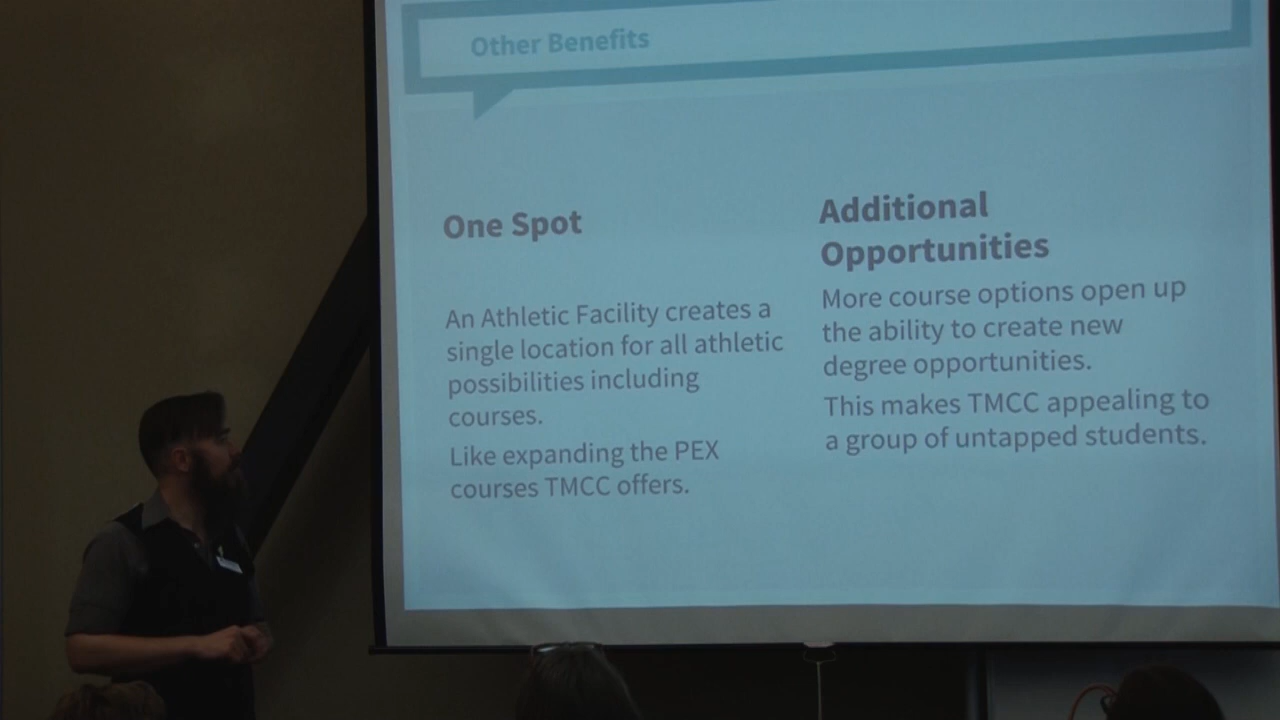 Other Benefits
One Spot
An Athletic Facility creates a
single location for all athletic
possibilities including
courses.
Like expanding the PEX
courses TMCC offers.
Additional
Opportunities
More course options open up
the ability to create new
degree opportunities.
This makes TMCC appealing to
a group of untapped students.